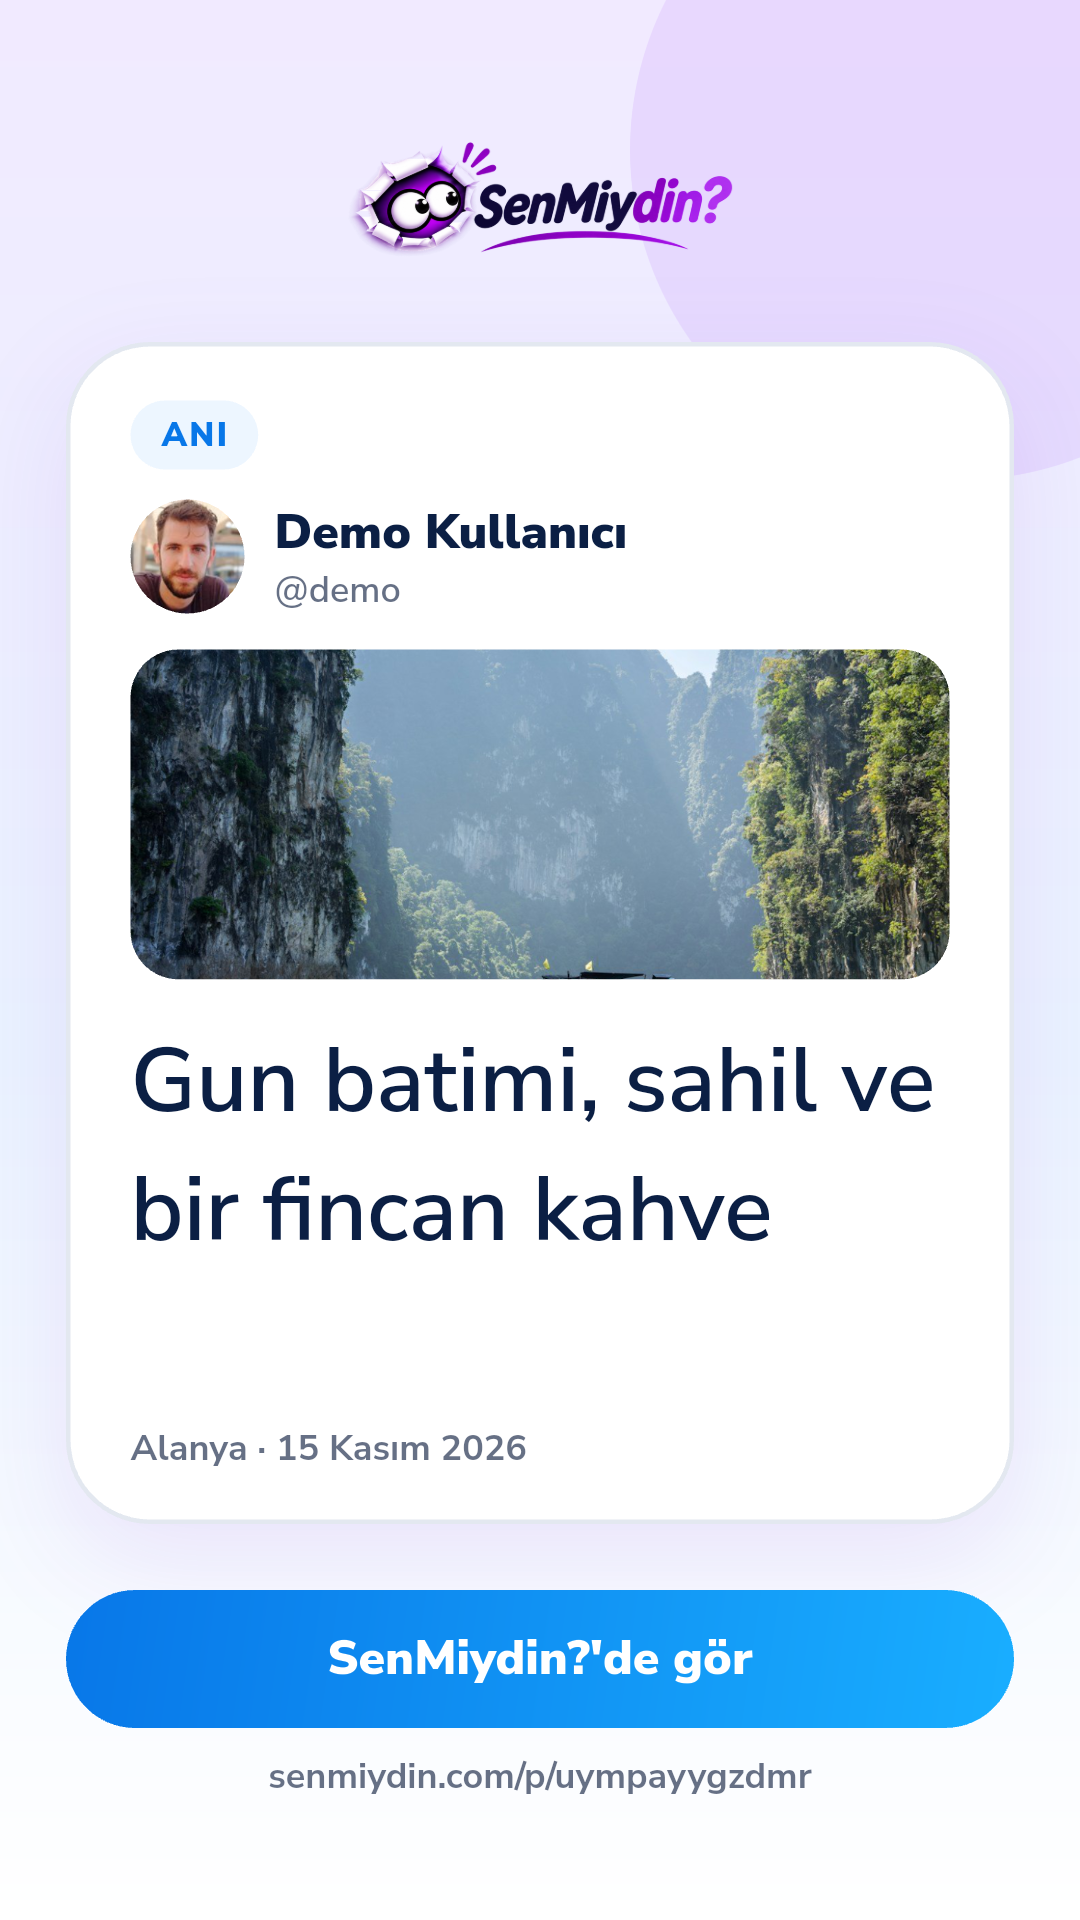 SenMiydin?
ANI
Demo Kullanıcı
@demo
Gun batimi, sahil ve
bir fincan kahve
Alanya · 15 Kasım 2026
SenMiydin?'de gör
senmiydin.com/p/uympayygzdmr